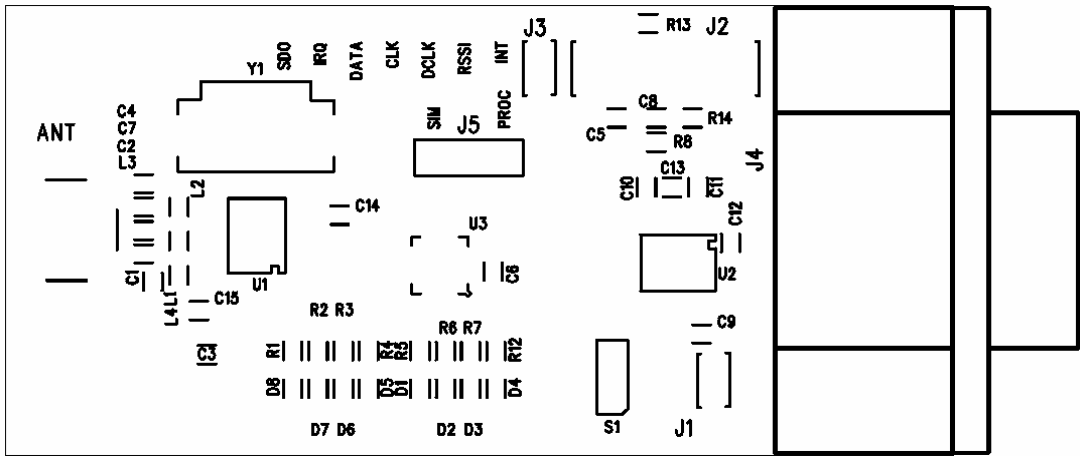 J3
R13
J2
Y1
SDO
IRQ
DATA
CLK
DCLK
RSSI
INT
C4
C7
C2
L3
ANT
SIM
J5
PROC
C8
C5
R14
R8
J4
L2
C14
C10
C13
C11
U3
C12
C1
U1
C6
U2
L4
L1
C15
R2 R3
R6 R7
C9
C3
R1
R4
R5
R12
D8
D5
D1
D4
D7 D6
D2 D3
S1
J1